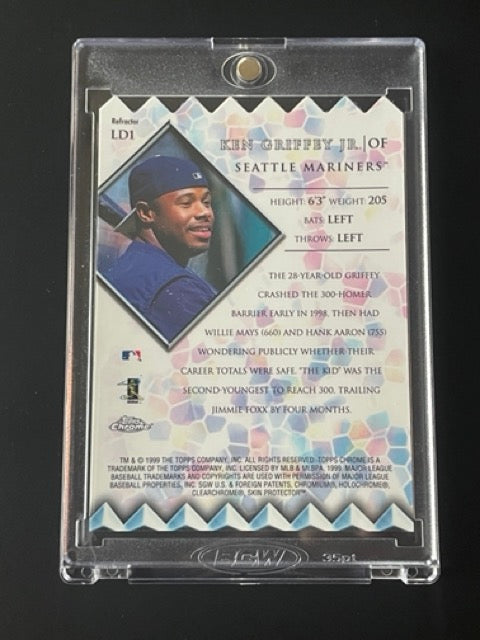 Refractor
LD1
KEN GRIFFEY JR.|OF
SEATTLE MARINERS™
HEIGHT: 6'3" WEIGHT: 205
BATS: LEFT
THROWS: LEFT
THE 28-YEAR-OLD GRIFFEY
CRASHED THE 300-HOMER
BARRIER EARLY IN 1998, THEN HAD
WILLIE MAYS (660) AND HANK AARON (755)
WONDERING PUBLICLY WHETHER THEIR
CAREER TOTALS WERE SAFE. "THE KID" WAS THE
SECOND-YOUNGEST TO REACH 300, TRAILING
JIMMIE FOXX BY FOUR MONTHS.
Topps
Chrome
TM & © 1999 THE TOPPS COMPANY, INC. ALL RIGHTS RESERVED. TOPPS CHROME IS A
TRADEMARK OF THE TOPPS COMPANY, INC. LICENSED BY MLB & MLBPA, 1999. MAJOR LEAGUE
BASEBALL TRADEMARKS AND COPYRIGHTS ARE USED WITH PERMISSION OF MAJOR LEAGUE
BASEBALL PROPERTIES, INC. SGW U.S. & FOREIGN PATENTS, CHROMIUM®, HOLOCHROME®,
CLEARCHROME®, SKIN PROTECTOR™
35pt